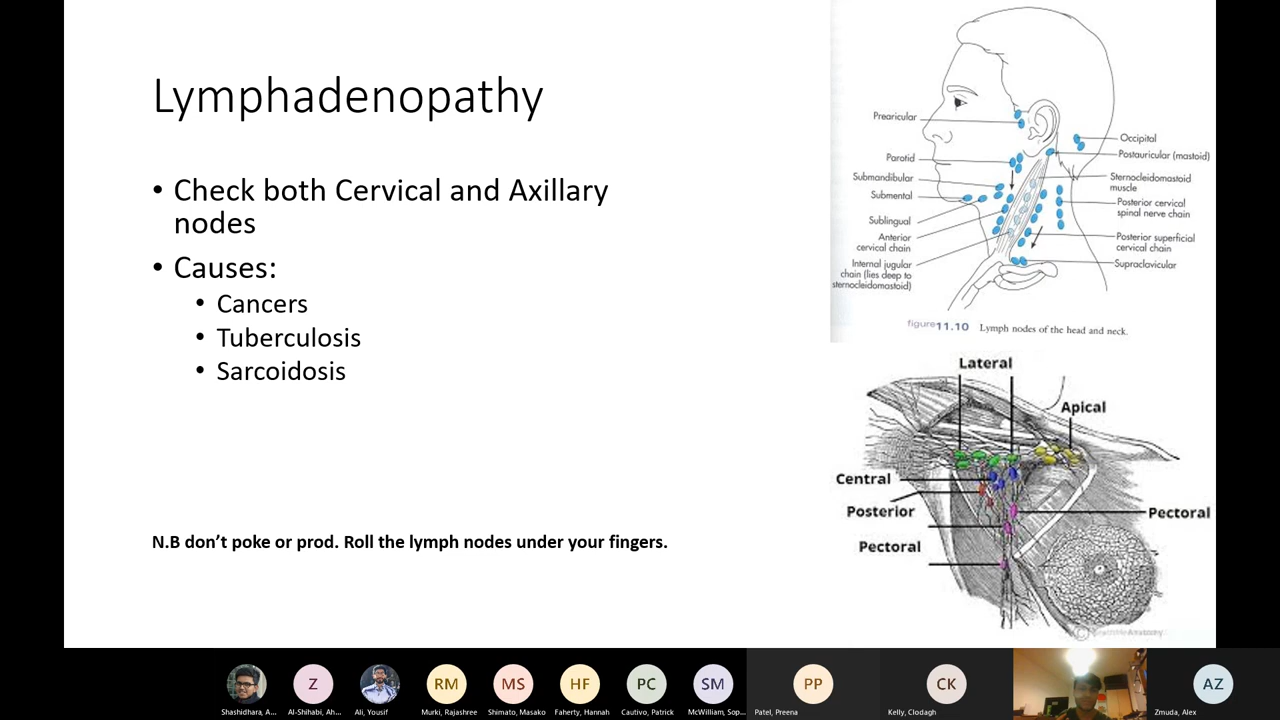 Lymphadenopathy
• Check both Cervical and Axillary
nodes
• Causes:
• Cancers
• Tuberculosis
• Sarcoidosis
N.B don’t poke or prod. Roll the lymph nodes under your fingers.
Prearicular
Parotid
Submandibular
Submental
Sublingual
Anterior
cervical chain
Internal jugular
chain (lies deep to
sternocleidomastoid)
Occipital
Postauricular (mastoid)
Sternocleidomastoid
muscle
Posterior cervical
spinal nerve chain
Posterior superficial
cervical chain
Supraclavicular
figure11.10 Lymph nodes of the head and neck.
Lateral
Apical
Central
Posterior
Pectoral
Pectoral
Z
RM
MS
HF
PC
SM
PP
CK
AZ
Shashidhara, A...
Al-Shihabi, Ah...
Ali, Yousif
Murki, Rajashree
Shimato, Masako
Faherty, Hannah
Cautivo, Patrick
McWilliam, Sop...
Patel, Preena
Kelly, Clodagh
Zmuda, Alex